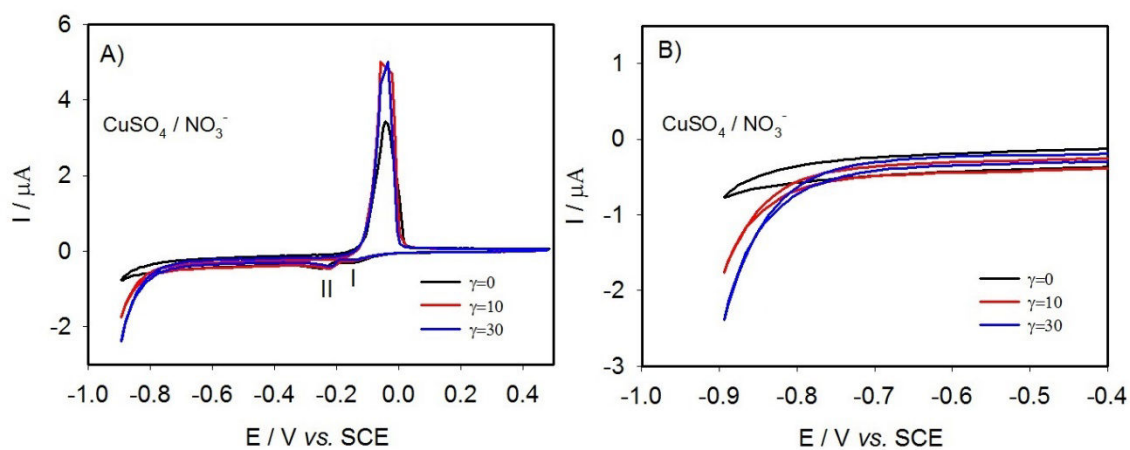 A)
CuSO₄ / NO₃⁻
I / μA
6
4
2
0
-2
II
I
γ=0
γ=10
γ=30
-1.0 -0.8 -0.6 -0.4 -0.2 0.0 0.2 0.4
E / V vs. SCE
B)
CuSO₄ / NO₃⁻
I / μA
1
0
-1
-2
-3
γ=0
γ=10
γ=30
-1.0 -0.9 -0.8 -0.7 -0.6 -0.5 -0.4
E / V vs. SCE